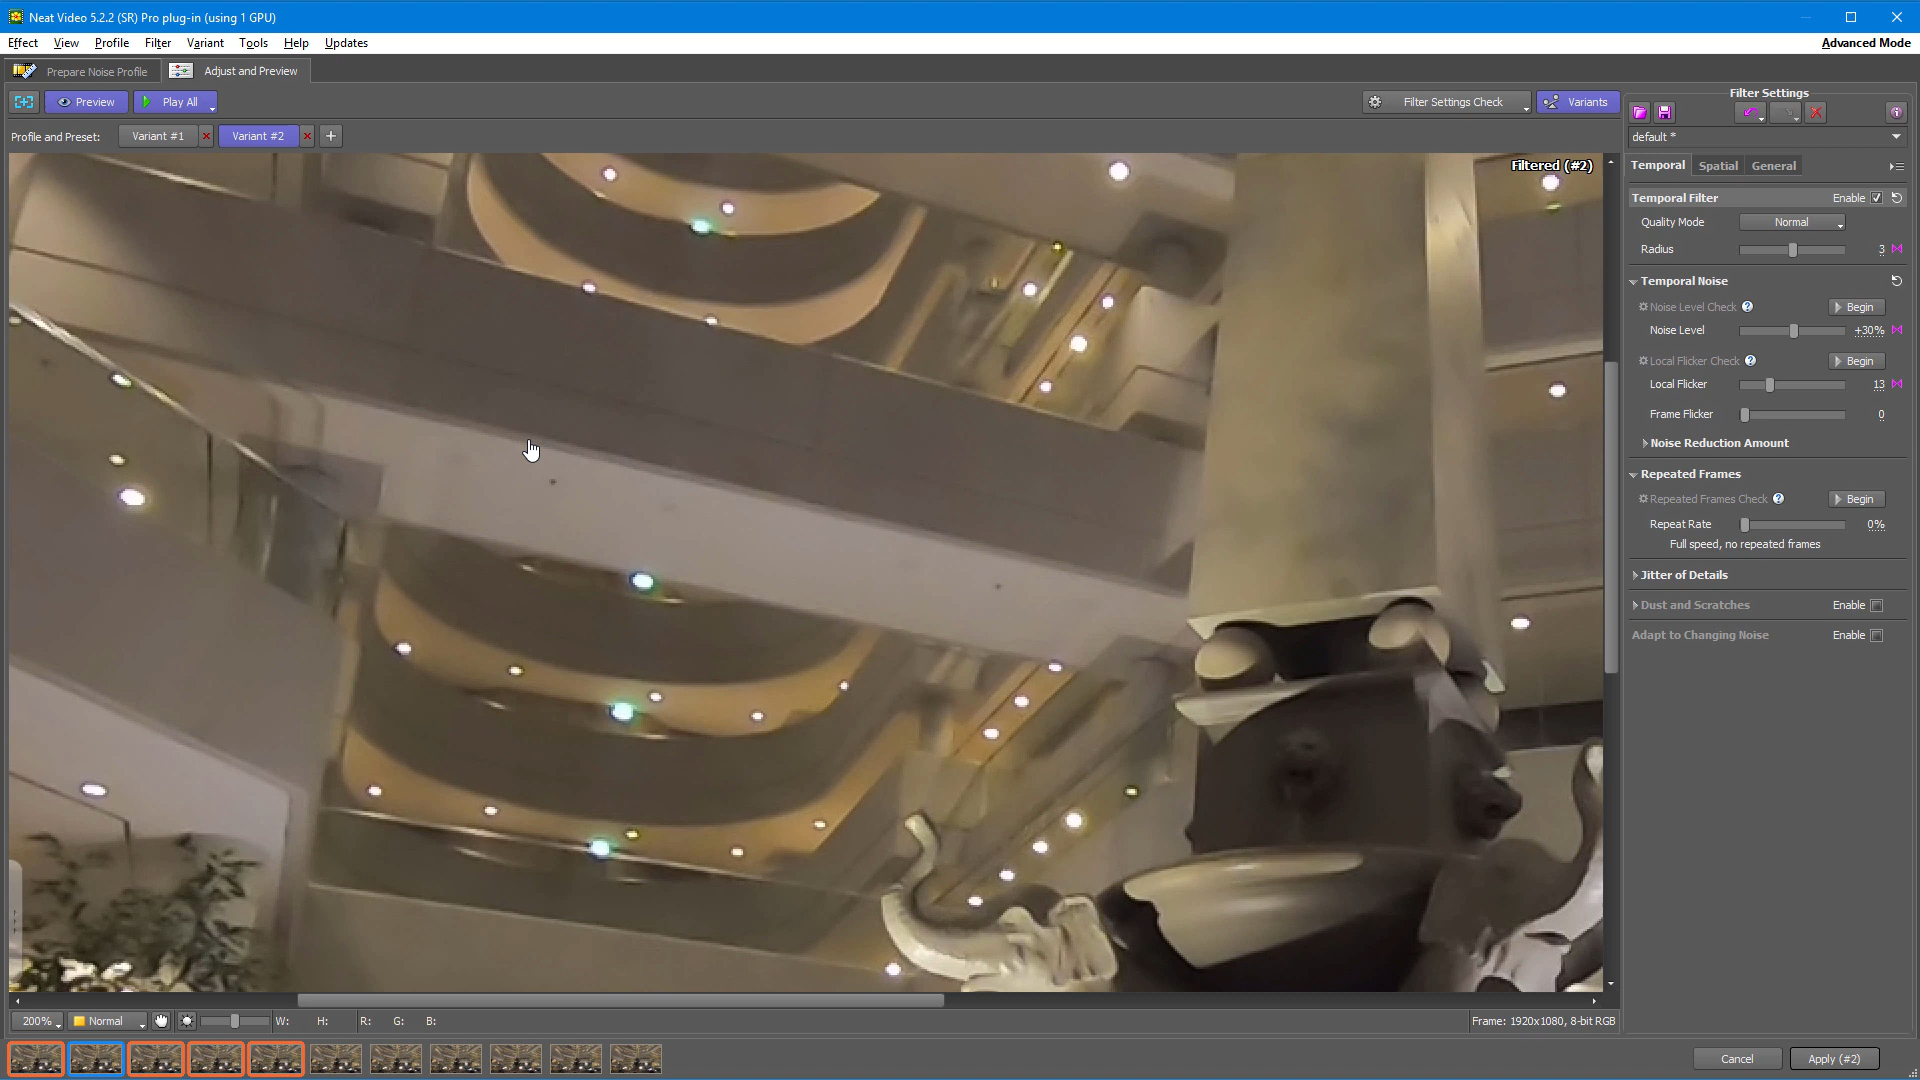 Neat Video 5.2.2 (SR) Pro plug-in (using 1 GPU)
Effect View Profile Filter Variant Tools Help Updates Advanced Mode
Prepare Noise Profile Adjust and Preview
Preview Play All Filter Settings Check Variants
Profile and Preset: Variant #1 Variant #2
Filtered (#2)
Filter Settings
default *
Temporal Spatial General
Temporal Filter Enable
Quality Mode Normal
Radius 3
Temporal Noise
Noise Level Check ? Begin
Noise Level +30%
Local Flicker Check ? Begin
Local Flicker 13
Frame Flicker 0
Noise Reduction Amount
Repeated Frames
Repeated Frames Check ? Begin
Repeat Rate 0%
Full speed, no repeated frames
Jitter of Details
Dust and Scratches Enable
Adapt to Changing Noise Enable
200% Normal W: H: R: G: B: Frame: 1920x1080, 8-bit RGB
Cancel Apply (#2)